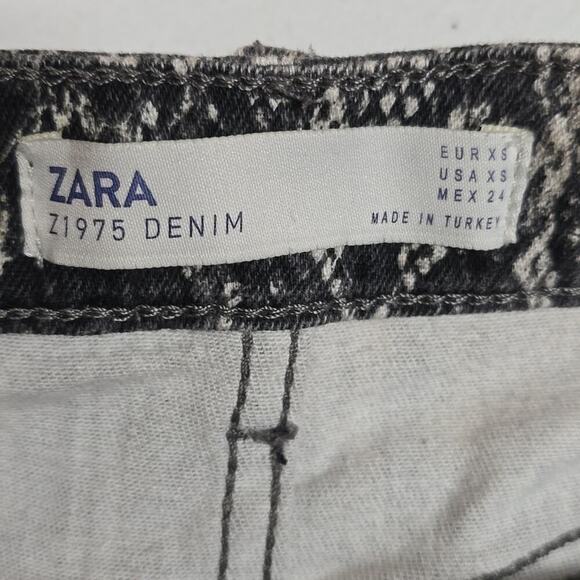 ZARA
Z1975 DENIM
EUR XS
USA XS
MEX 24
MADE IN TURKEY